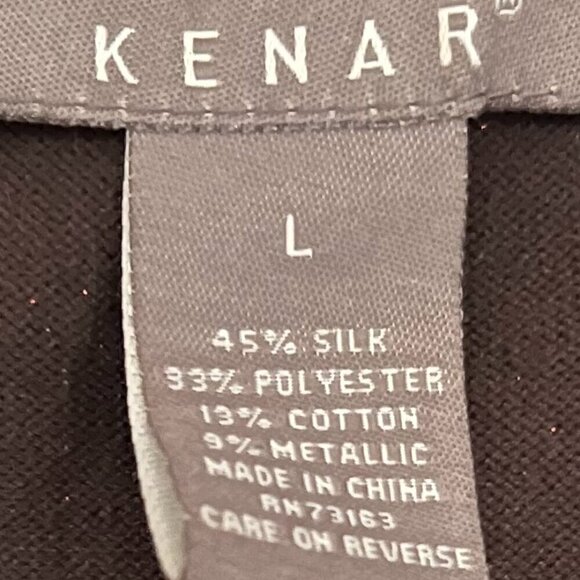 KENAR®
L
45% SILK
33% POLYESTER
13% COTTON
9% METALLIC
MADE IN CHINA
RN73163
CARE ON REVERSE